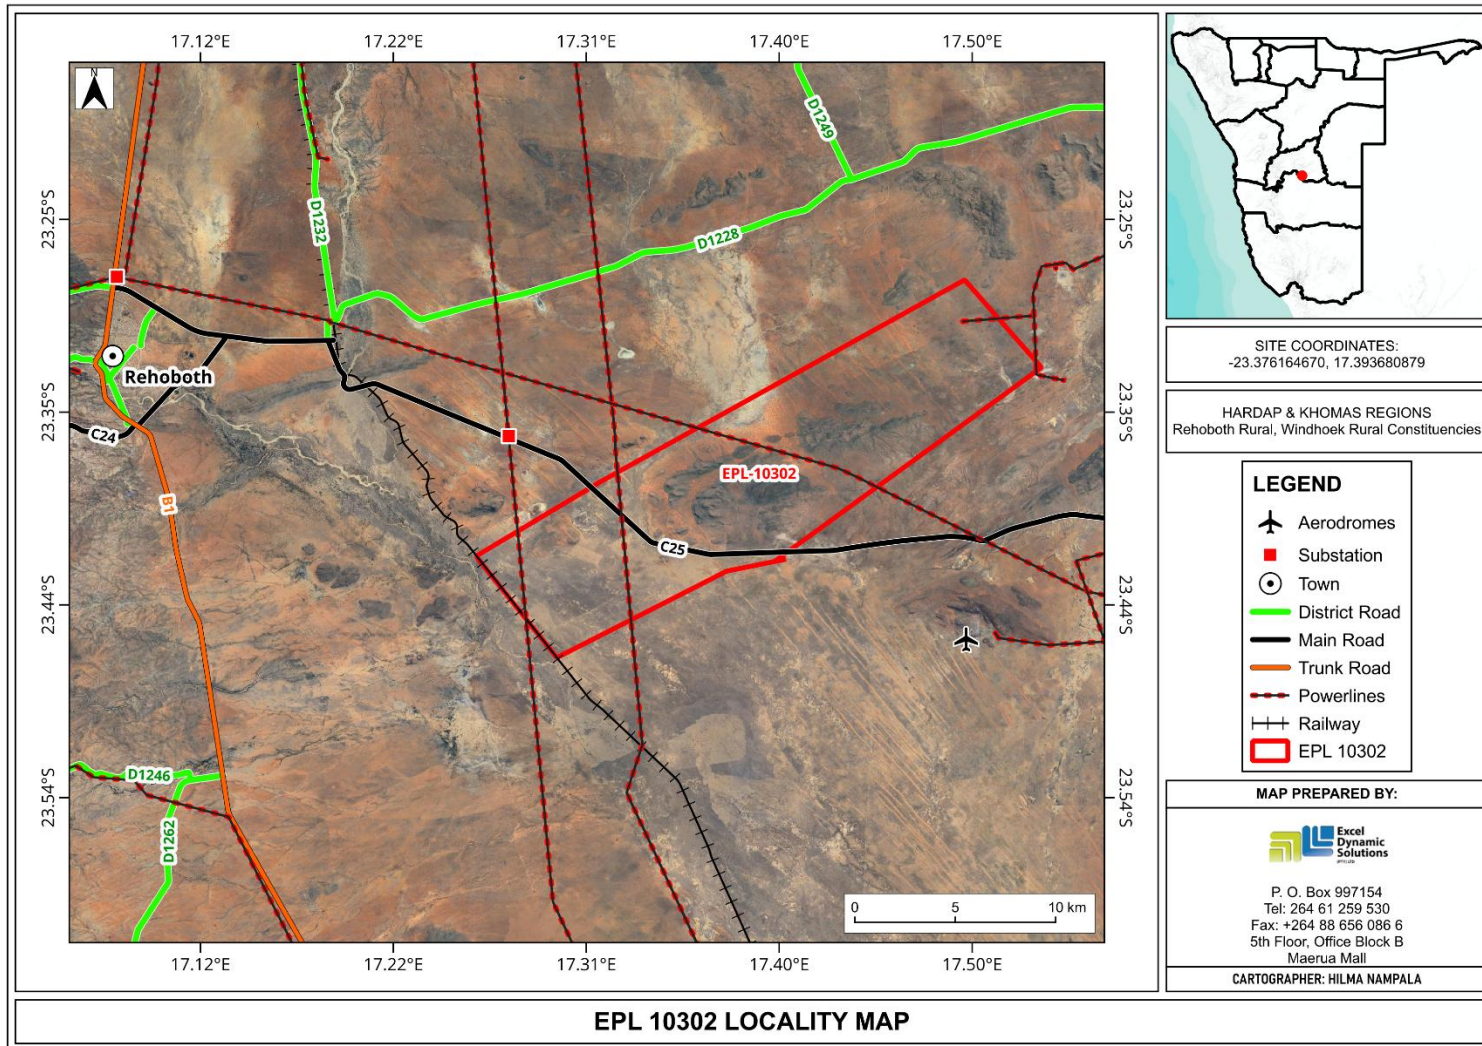 17.12°E 17.22°E 17.31°E 17.40°E 17.50°E
N
D1249
23.25°S
D1232
D1228
23.25°S
Rehoboth
23.35°S
C24
23.35°S
EPL-10302
B1
C25
23.44°S
23.44°S
D1246
23.54°S
23.54°S
D1262
0 5 10 km
17.12°E 17.22°E 17.31°E 17.40°E 17.50°E
SITE COORDINATES:
-23.376164670, 17.393680879
HARDAP & KHOMAS REGIONS
Rehoboth Rural, Windhoek Rural Constituencies
LEGEND
Aerodromes
Substation
Town
District Road
Main Road
Trunk Road
Powerlines
Railway
EPL 10302
MAP PREPARED BY:
Excel
Dynamic
Solutions
(PTY) LTD
P. O. Box 997154
Tel: 264 61 259 530
Fax: +264 88 656 086 6
5th Floor, Office Block B
Maerua Mall
CARTOGRAPHER: HILMA NAMPALA
EPL 10302 LOCALITY MAP